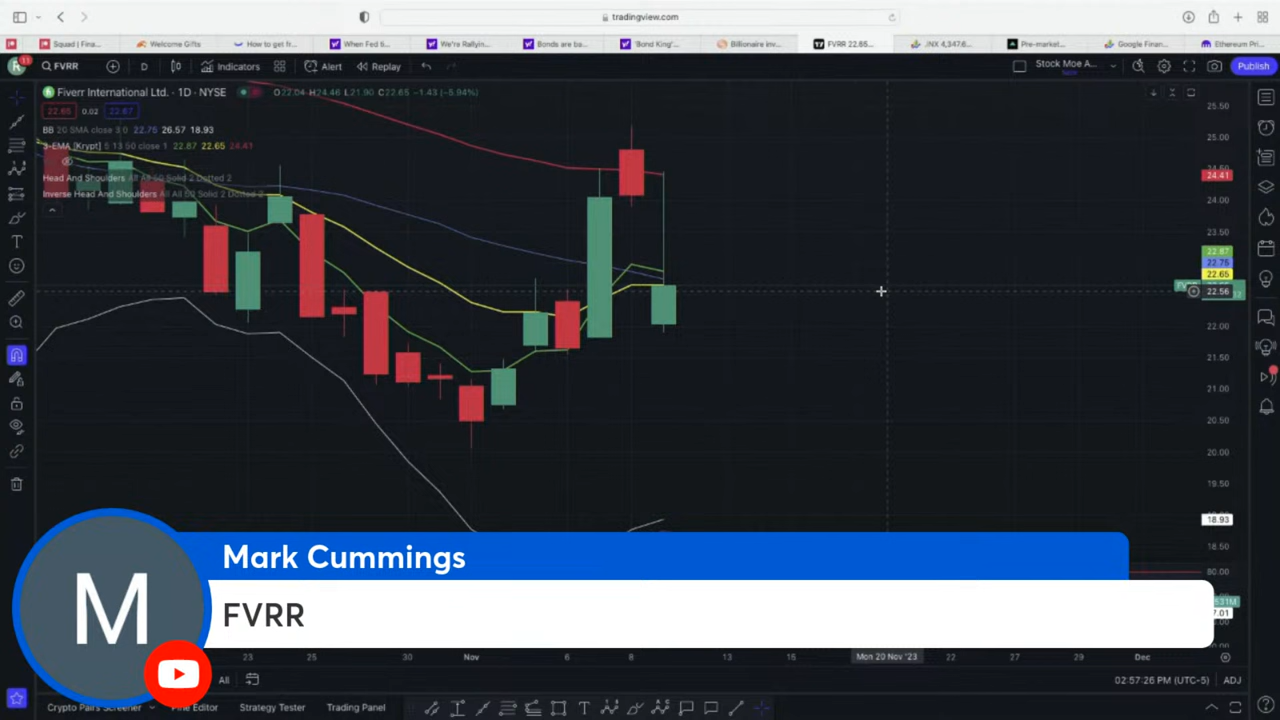 tradingview.com
Squad | Fina...
Welcome Gifts
How to get fr...
When Fed ti...
We're Rallyin...
Bonds are ba...
'Bond King'...
Billionaire inv...
FVRR 22.65...
JNX 4,347.6...
Pre-market...
Google Finan...
Ethereum Pri...
R 11 FVRR D Indicators Alert Replay Stock Moe A... Publish
Fiverr International Ltd. · 1D · NYSE O22.04 H24.46 L21.90 C22.65 −1.43 (−5.94%)
22.65 0.02 22.67
BB 20 SMA close 3 0 22.75 26.57 18.93
3-EMA [Krypt] 5 13 50 close 1 22.87 22.65 24.41
Head And Shoulders All All 50 Solid 2 Dotted 2
Inverse Head And Shoulders All All 50 Solid 2 Dotted 2
25.50
25.00
24.50
24.41
24.00
23.50
22.87
22.75
22.65
22.56
22.00
21.50
21.00
20.50
20.00
19.50
18.93
18.50
80.00
Mark Cummings
M
FVRR
23 25 30 Nov 6 8 13 15 Mon 20 Nov '23 22 27 29 Dec
All 02:57:26 PM (UTC-5) ADJ
Crypto Pairs Screener Pine Editor Strategy Tester Trading Panel